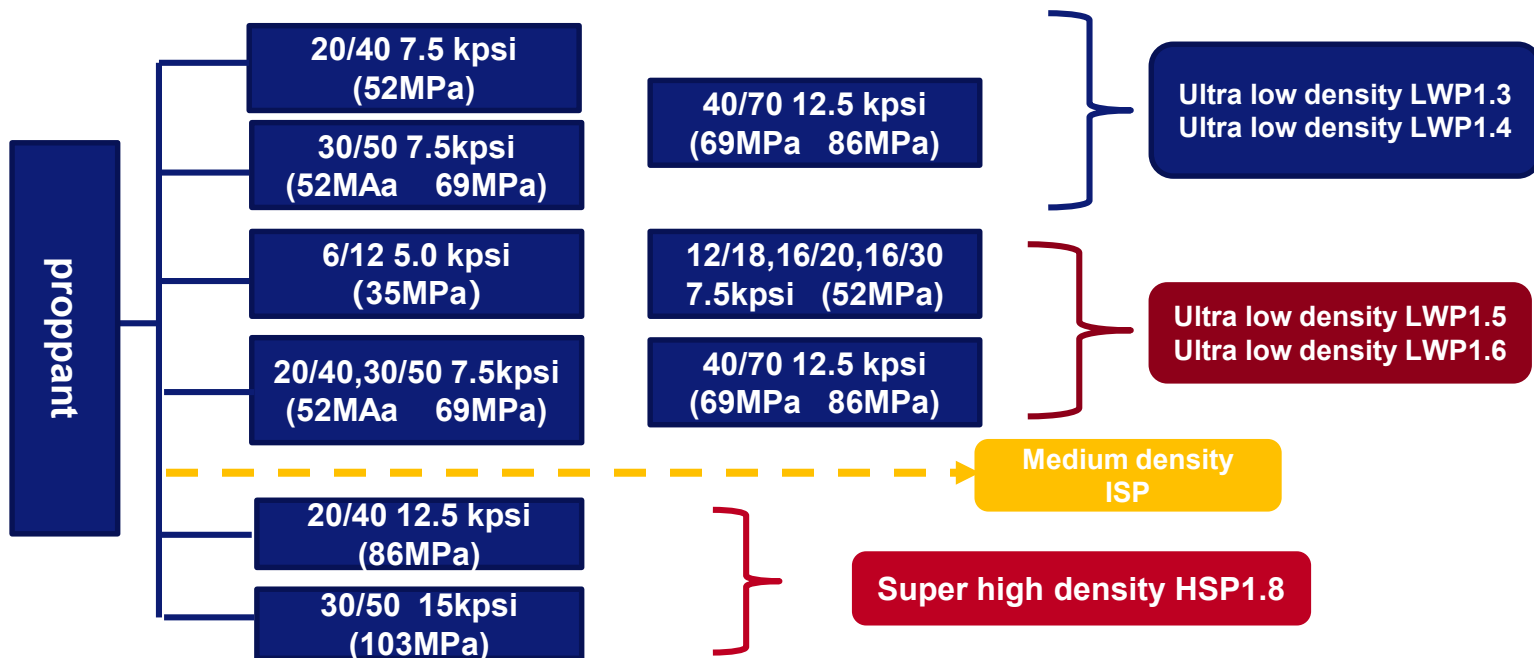 proppant
20/40 7.5 kpsi
(52MPa)
30/50 7.5kpsi
(52MAa 69MPa)
40/70 12.5 kpsi
(69MPa 86MPa)
Ultra low density LWP1.3
Ultra low density LWP1.4
6/12 5.0 kpsi
(35MPa)
12/18,16/20,16/30
7.5kpsi (52MPa)
20/40,30/50 7.5kpsi
(52MAa 69MPa)
40/70 12.5 kpsi
(69MPa 86MPa)
Ultra low density LWP1.5
Ultra low density LWP1.6
Medium density
ISP
20/40 12.5 kpsi
(86MPa)
30/50 15kpsi
(103MPa)
Super high density HSP1.8